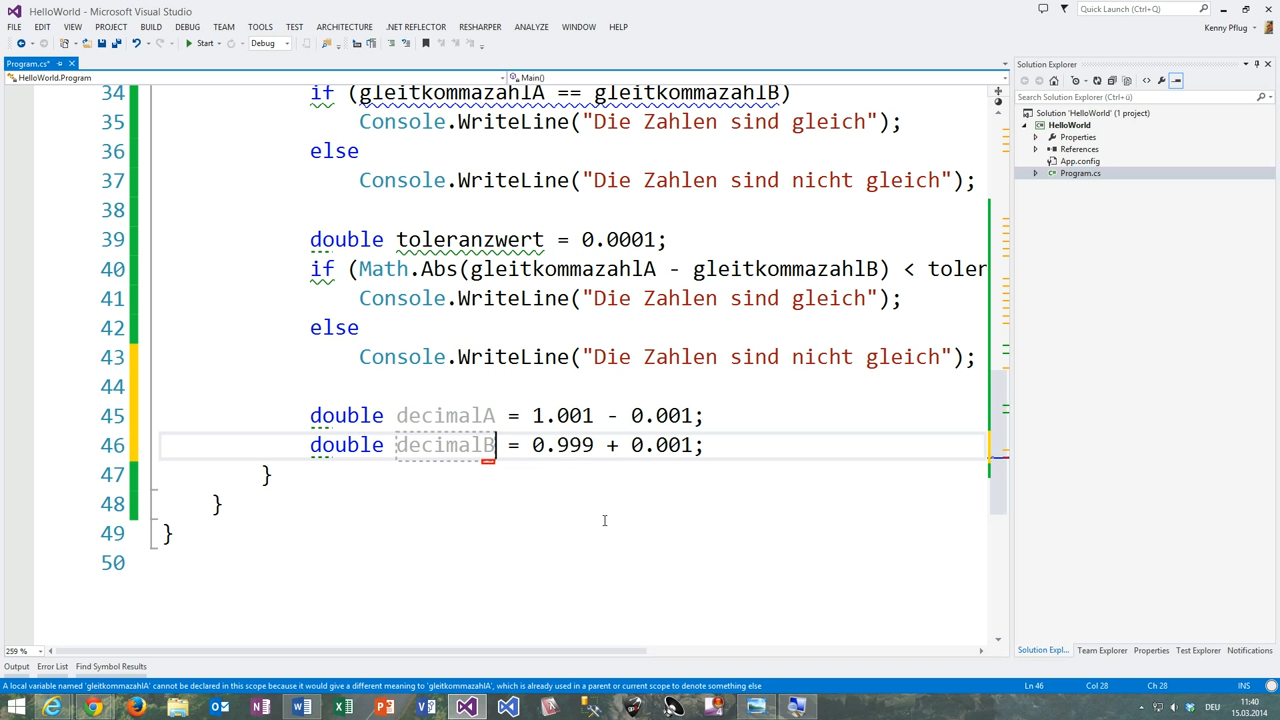 HelloWorld - Microsoft Visual Studio
Quick Launch (Ctrl+Q)
FILE EDIT VIEW PROJECT BUILD DEBUG TEAM TOOLS TEST ARCHITECTURE .NET REFLECTOR RESHARPER ANALYZE WINDOW HELP
Kenny Pflug
Start Debug
Program.cs*
HelloWorld.Program Main()
34 if (gleitkommazahlA == gleitkommazahlB)
35 Console.WriteLine("Die Zahlen sind gleich");
36 else
37 Console.WriteLine("Die Zahlen sind nicht gleich");
38
39 double toleranzwert = 0.0001;
40 if (Math.Abs(gleitkommazahlA - gleitkommazahlB) < toler
41 Console.WriteLine("Die Zahlen sind gleich");
42 else
43 Console.WriteLine("Die Zahlen sind nicht gleich");
44
45 double decimalA = 1.001 - 0.001;
46 double decimalB = 0.999 + 0.001;
47 }
48 }
49 }
50
259 %
Solution Explorer
Search Solution Explorer (Ctrl+ü)
Solution 'HelloWorld' (1 project)
HelloWorld
Properties
References
App.config
Program.cs
Solution Expl... Team Explorer Properties Test Explorer Notifications
Output Error List Find Symbol Results
A local variable named 'gleitkommazahlA' cannot be declared in this scope because it would give a different meaning to 'gleitkommazahlA', which is already used in a parent or current scope to denote something else
Ln 46 Col 28 Ch 28 INS
DEU
11:40
15.03.2014